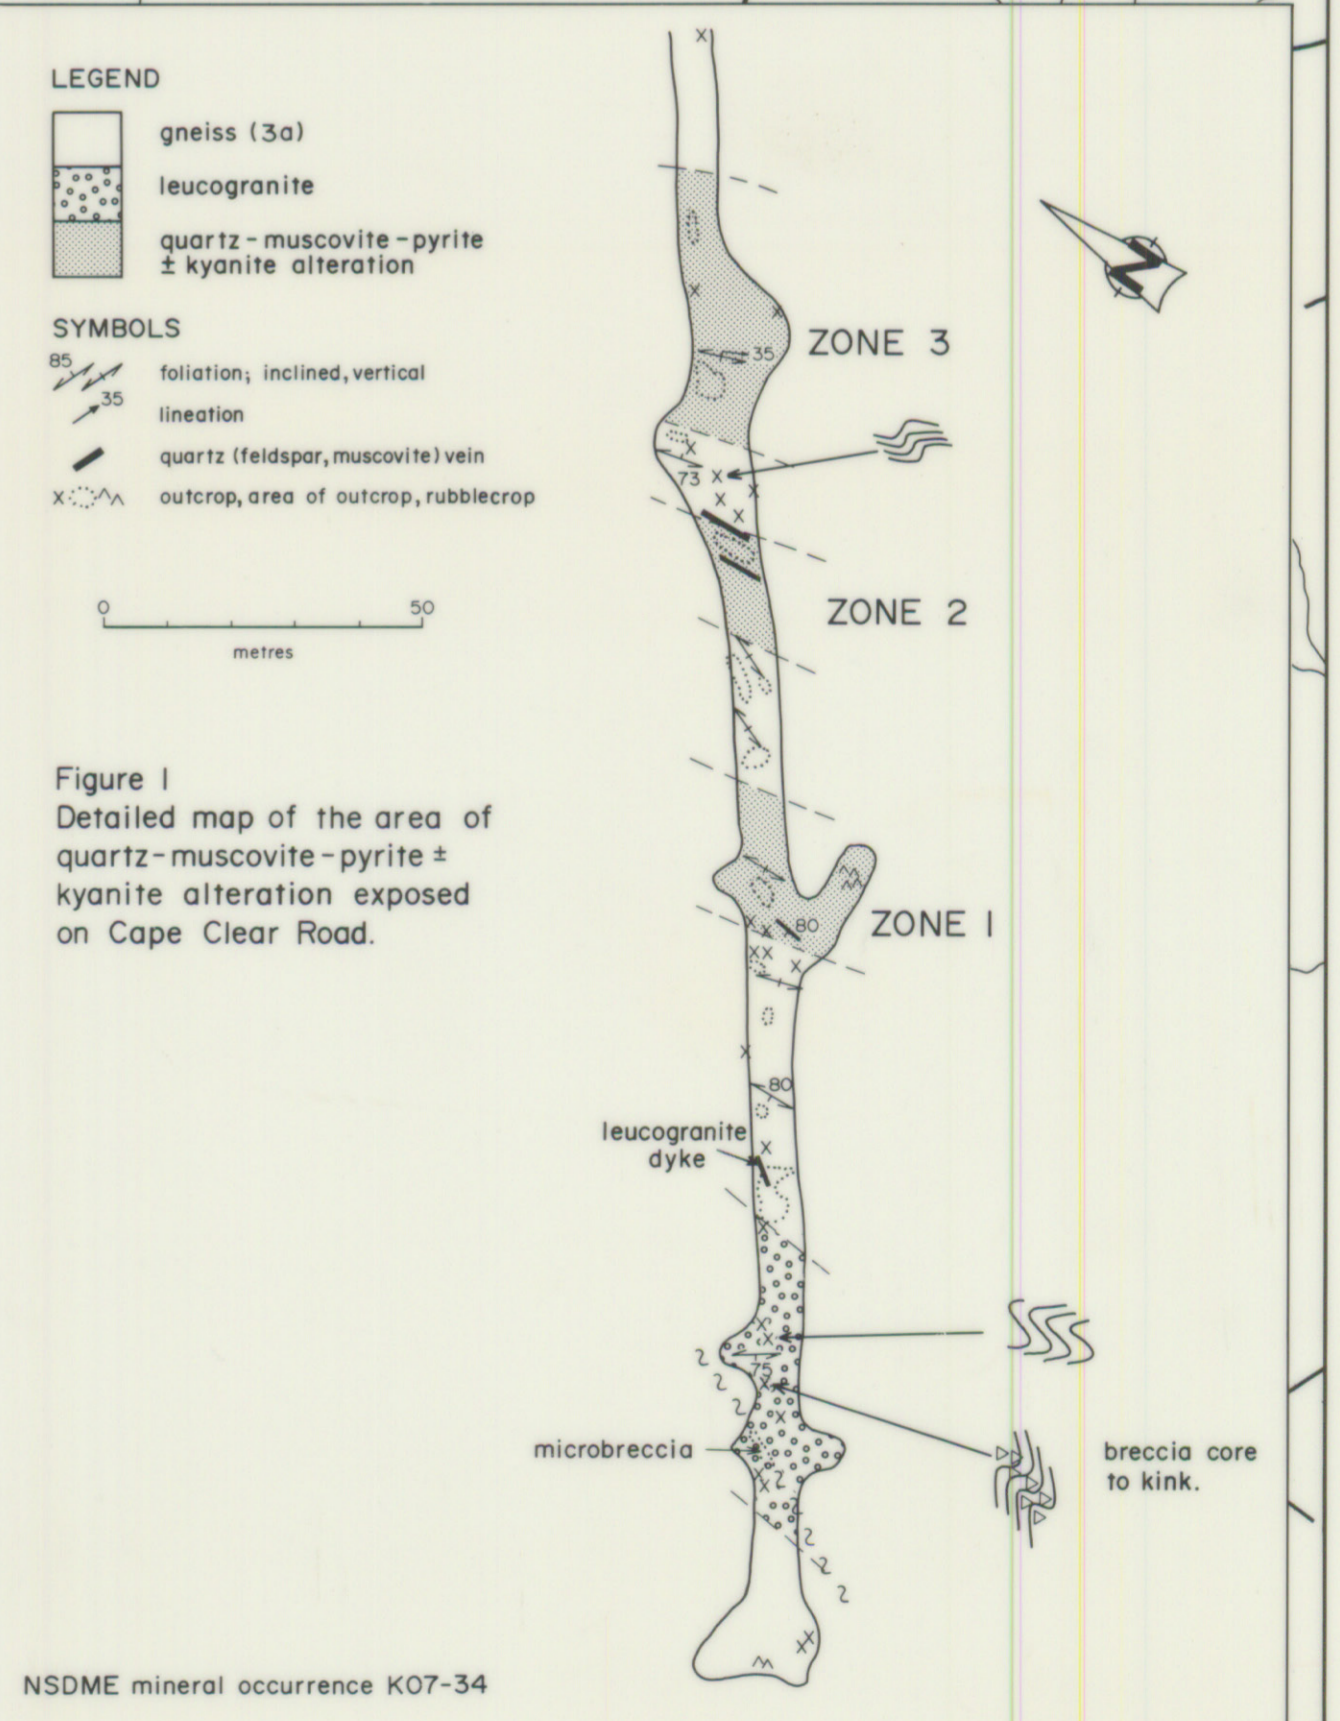 LEGEND
gneiss (3a)
leucogranite
quartz-muscovite-pyrite
± kyanite alteration
SYMBOLS
85
foliation; inclined, vertical
35
lineation
quartz (feldspar, muscovite) vein
x
outcrop, area of outcrop, rubblecrop
0 50
metres
Figure 1
Detailed map of the area of
quartz-muscovite-pyrite ±
kyanite alteration exposed
on Cape Clear Road.
N
ZONE 3
35
73
ZONE 2
ZONE 1
80
80
leucogranite
dyke
75
microbreccia
breccia core
to kink.
NSDME mineral occurrence K07-34